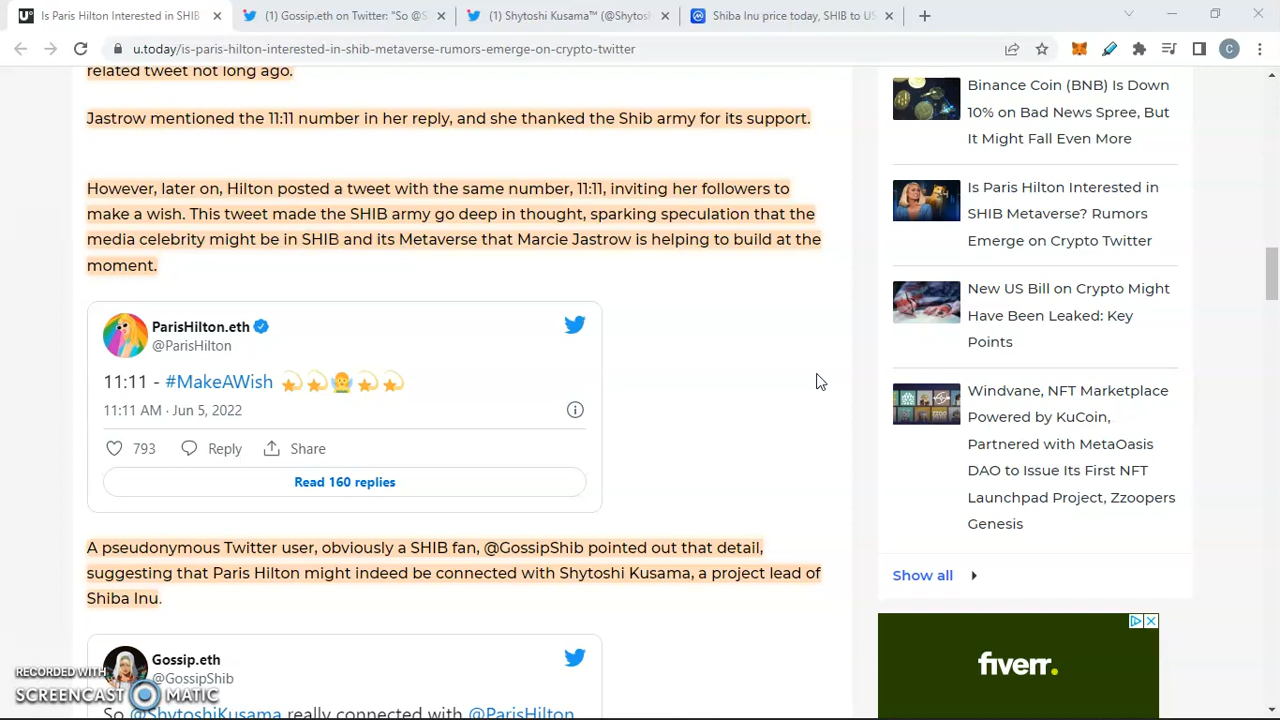 Is Paris Hilton Interested in SHIB
(1) Gossip.eth on Twitter: "So @S
(1) Shytoshi Kusama™ (@Shytos
Shiba Inu price today, SHIB to US
u.today/is-paris-hilton-interested-in-shib-metaverse-rumors-emerge-on-crypto-twitter
C
related tweet not long ago.
Jastrow mentioned the 11:11 number in her reply, and she thanked the Shib army for its support.
However, later on, Hilton posted a tweet with the same number, 11:11, inviting her followers to
make a wish. This tweet made the SHIB army go deep in thought, sparking speculation that the
media celebrity might be in SHIB and its Metaverse that Marcie Jastrow is helping to build at the
moment.
ParisHilton.eth
@ParisHilton
11:11 - #MakeAWish 💫💫🧚💫💫
11:11 AM · Jun 5, 2022
793 Reply Share
Read 160 replies
A pseudonymous Twitter user, obviously a SHIB fan, @GossipShib pointed out that detail,
suggesting that Paris Hilton might indeed be connected with Shytoshi Kusama, a project lead of
Shiba Inu.
Gossip.eth
@GossipShib
So @ShytoshiKusama really connected with @ParisHilton
Binance Coin (BNB) Is Down
10% on Bad News Spree, But
It Might Fall Even More
Is Paris Hilton Interested in
SHIB Metaverse? Rumors
Emerge on Crypto Twitter
New US Bill on Crypto Might
Have Been Leaked: Key
Points
Windvane, NFT Marketplace
Powered by KuCoin,
Partnered with MetaOasis
DAO to Issue Its First NFT
Launchpad Project, Zzoopers
Genesis
Show all
fiverr.
RECORDED WITH
SCREENCAST MATIC